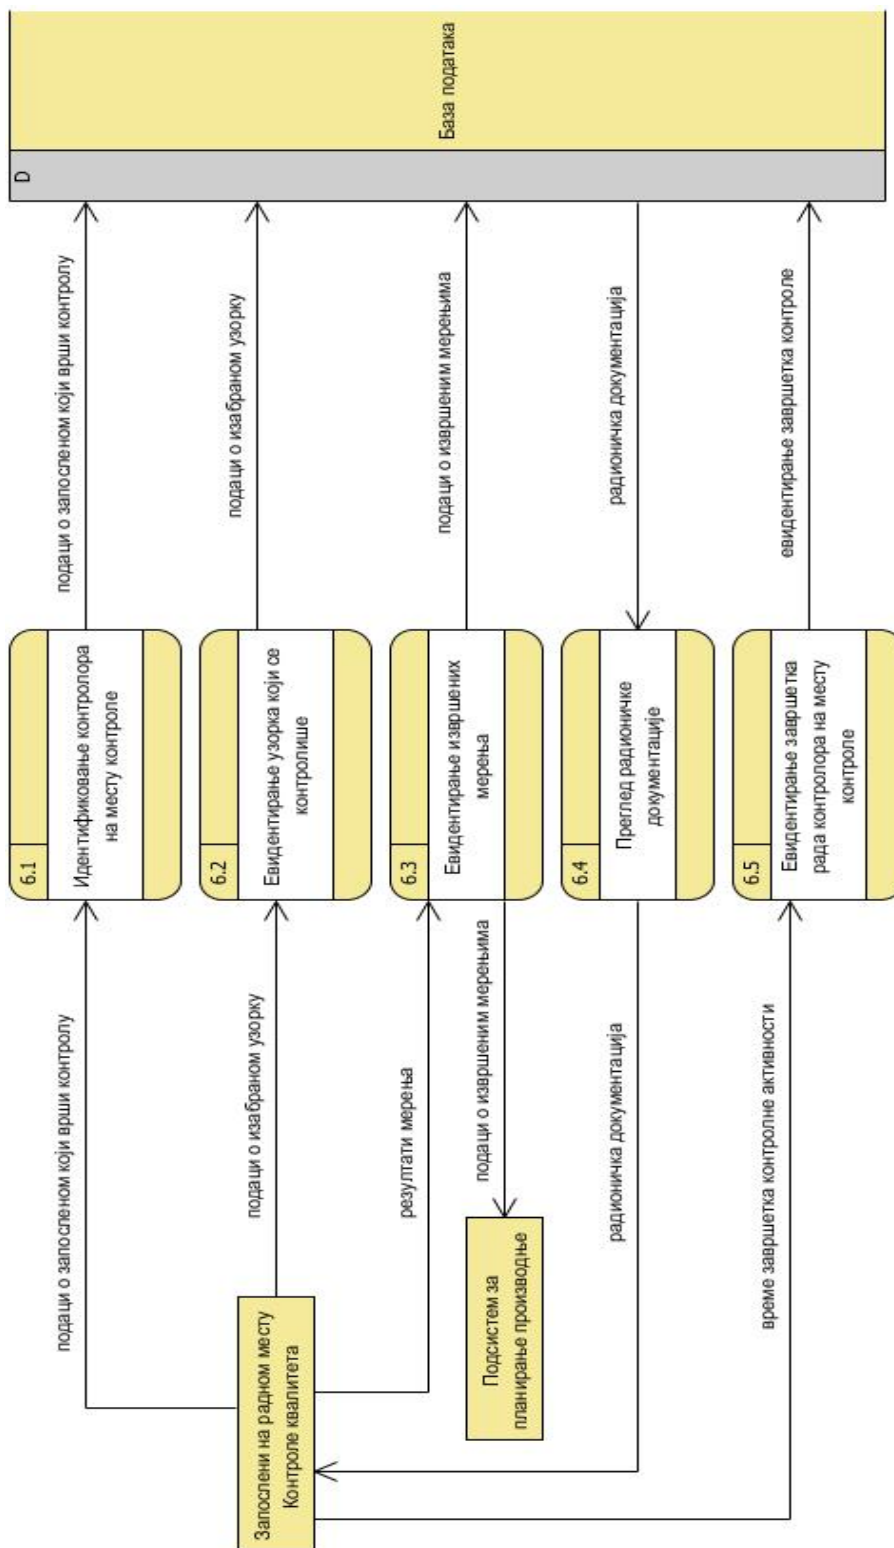 Запослени на радном месту
Контроле квалитета
Подсистем за
планирање производње
подаци о запосленом који врши контролу
подаци о изабраном узорку
резултати мерења
подаци о извршеним мерењима
радионичка документација
време завршетка контролне активности
6.1
Идентификовање контролора
на месту контроле
6.2
Евидентирање узорка који се
контролише
6.3
Евидентирање извршених
мерења
6.4
Преглед радионичке
документације
6.5
Евидентирање завршетка
рада контролора на месту
контроле
подаци о запосленом који врши контролу
подаци о изабраном узорку
подаци о извршеним мерењима
радионичка документација
евидентирање завршетка контроле
D
База података